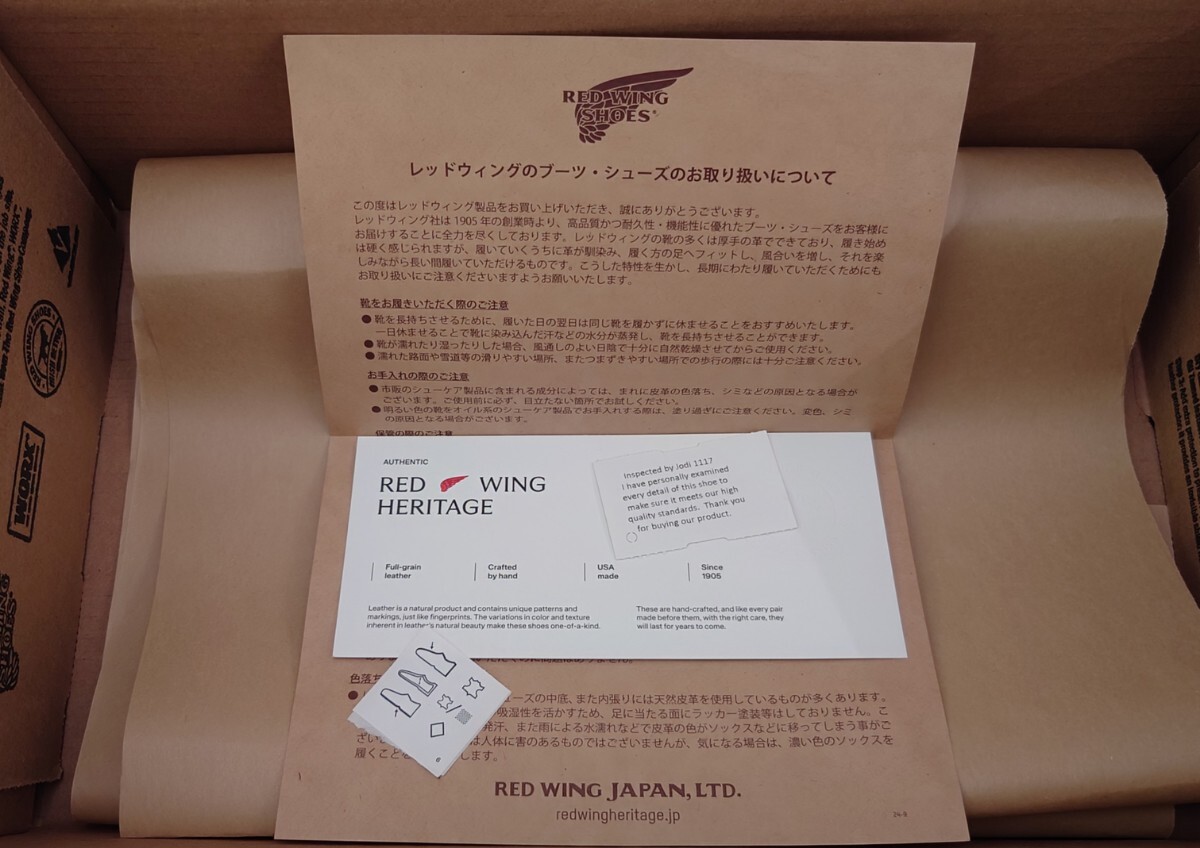 RED WING
SHOES®
レッドウィングのブーツ・シューズのお取り扱いについて
この度はレッドウィング製品をお買い上げいただき、誠にありがとうございます。
レッドウィング社は1905年の創業時より、高品質かつ耐久性・機能性に優れたブーツ・シューズをお客様に
お届けすることに全力を尽くしております。レッドウィングの靴の多くは厚手の革でできており、履き始め
は硬く感じられますが、履いていくうちに革が馴染み、履く方の足へフィットし、風合いを増し、それを楽
しみながら長い間履いていただけるものです。こうした特性を生かし、長期にわたり履いていただくためにも
お取り扱いにご注意くださいますようお願いいたします。
靴をお履きいただく際のご注意
● 靴を長持ちさせるために、履いた日の翌日は同じ靴を履かずに休ませることをおすすめいたします。
一日休ませることで靴に染み込んだ汗などの水分が蒸発し、靴を長持ちさせることができます。
● 靴が濡れたり湿ったりした場合、風通しのよい日陰で十分に自然乾燥させてからご使用ください。
● 濡れた路面や雪道等の滑りやすい場所、またつまずきやすい場所での歩行の際には十分ご注意ください。
お手入れの際のご注意
● 市販のシューケア製品に含まれる成分によっては、まれに皮革の色落ち、シミなどの原因となる場合が
ございます。ご使用前に必ず、目立たない箇所でお試しください。
● 明るい色の靴をオイル系のシューケア製品でお手入れする際は、塗り過ぎにご注意ください。変色、シミ
の原因となる場合がございます。
保管の際のご注意
AUTHENTIC
RED WING
HERITAGE
Full-grain
leather
Crafted
by hand
USA
made
Since
1905
Leather is a natural product and contains unique patterns and
markings, just like fingerprints. The variations in color and texture
inherent in leather's natural beauty make these shoes one-of-a-kind.
These are hand-crafted, and like every pair
made before them, with the right care, they
will last for years to come.
Inspected by Jodi 1117
I have personally examined
every detail of this shoe to
make sure it meets our high
quality standards. Thank you
for buying our product.
色落ち
ーズの中底、また内張りには天然皮革を使用しているものが多くあります。
吸湿性を活かすため、足に当たる面にラッカー塗装等はしておりません。こ
発汗、また雨による水濡れなどで皮革の色がソックスなどに移ってしまう事がご
ざい は人体に害のあるものではございませんが、気になる場合は、濃い色のソックスを
履くことを します。
RED WING JAPAN, LTD.
redwingheritage.jp
24-9
WORK
SHOES®